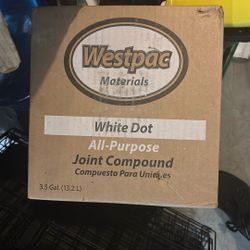 Westpac
Materials
White Dot
All-Purpose
Joint Compound
Compuesto Para Uniones
3.5 Gal. (13.2 L)